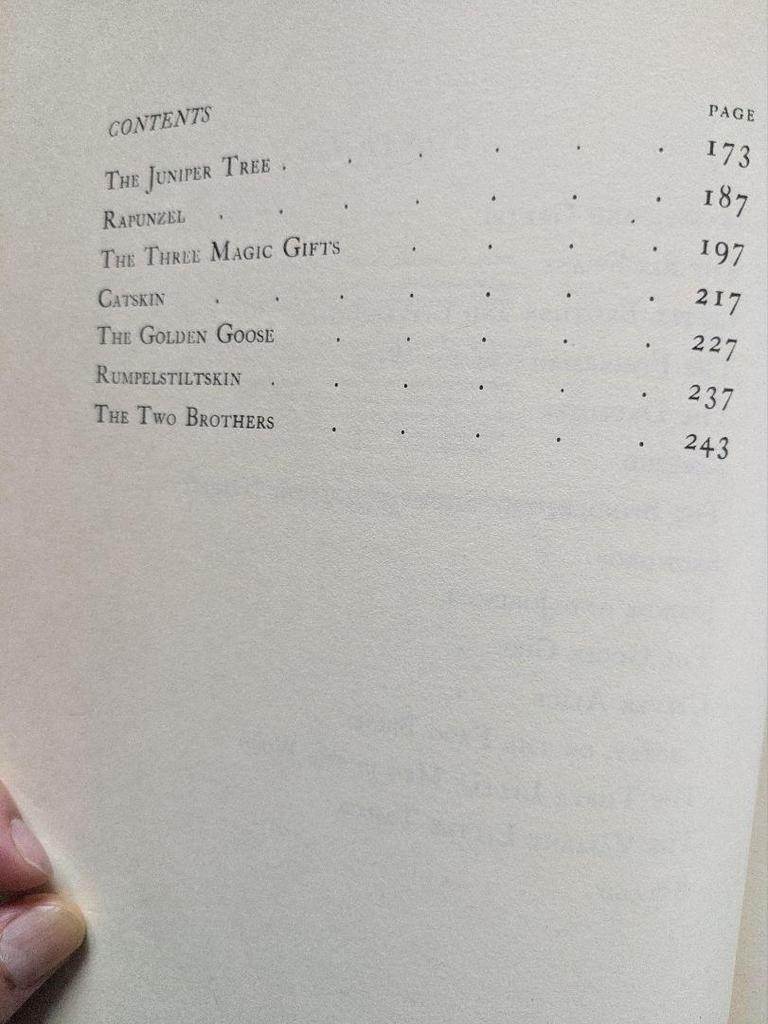 CONTENTS PAGE
THE JUNIPER TREE . . . . . . 173
RAPUNZEL . . . . . . . 187
THE THREE MAGIC GIFTS . . . . 197
CATSKIN . . . . . . . 217
THE GOLDEN GOOSE . . . . . 227
RUMPELSTILTSKIN . . . . . . 237
THE TWO BROTHERS . . . . . 243